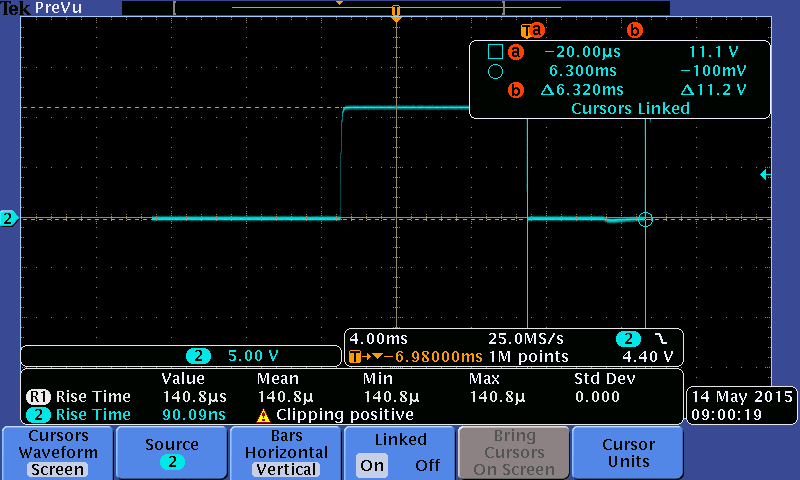 Tek PreVu
T
T a b
a −20.00µs 11.1 V
6.300ms −100mV
b Δ6.320ms Δ11.2 V
Cursors Linked
2
2 5.00 V
4.00ms 25.0MS/s 2
T→▼−6.98000ms 1M points 4.40 V
Value Mean Min Max Std Dev
R1 Rise Time 140.8µs 140.8µ 140.8µ 140.8µ 0.000
2 Rise Time 90.09ns Clipping positive
14 May 2015
09:00:19
Cursors
Waveform
Screen
Source
2
Bars
Horizontal
Vertical
Linked
On Off
Bring
Cursors
On Screen
Cursor
Units